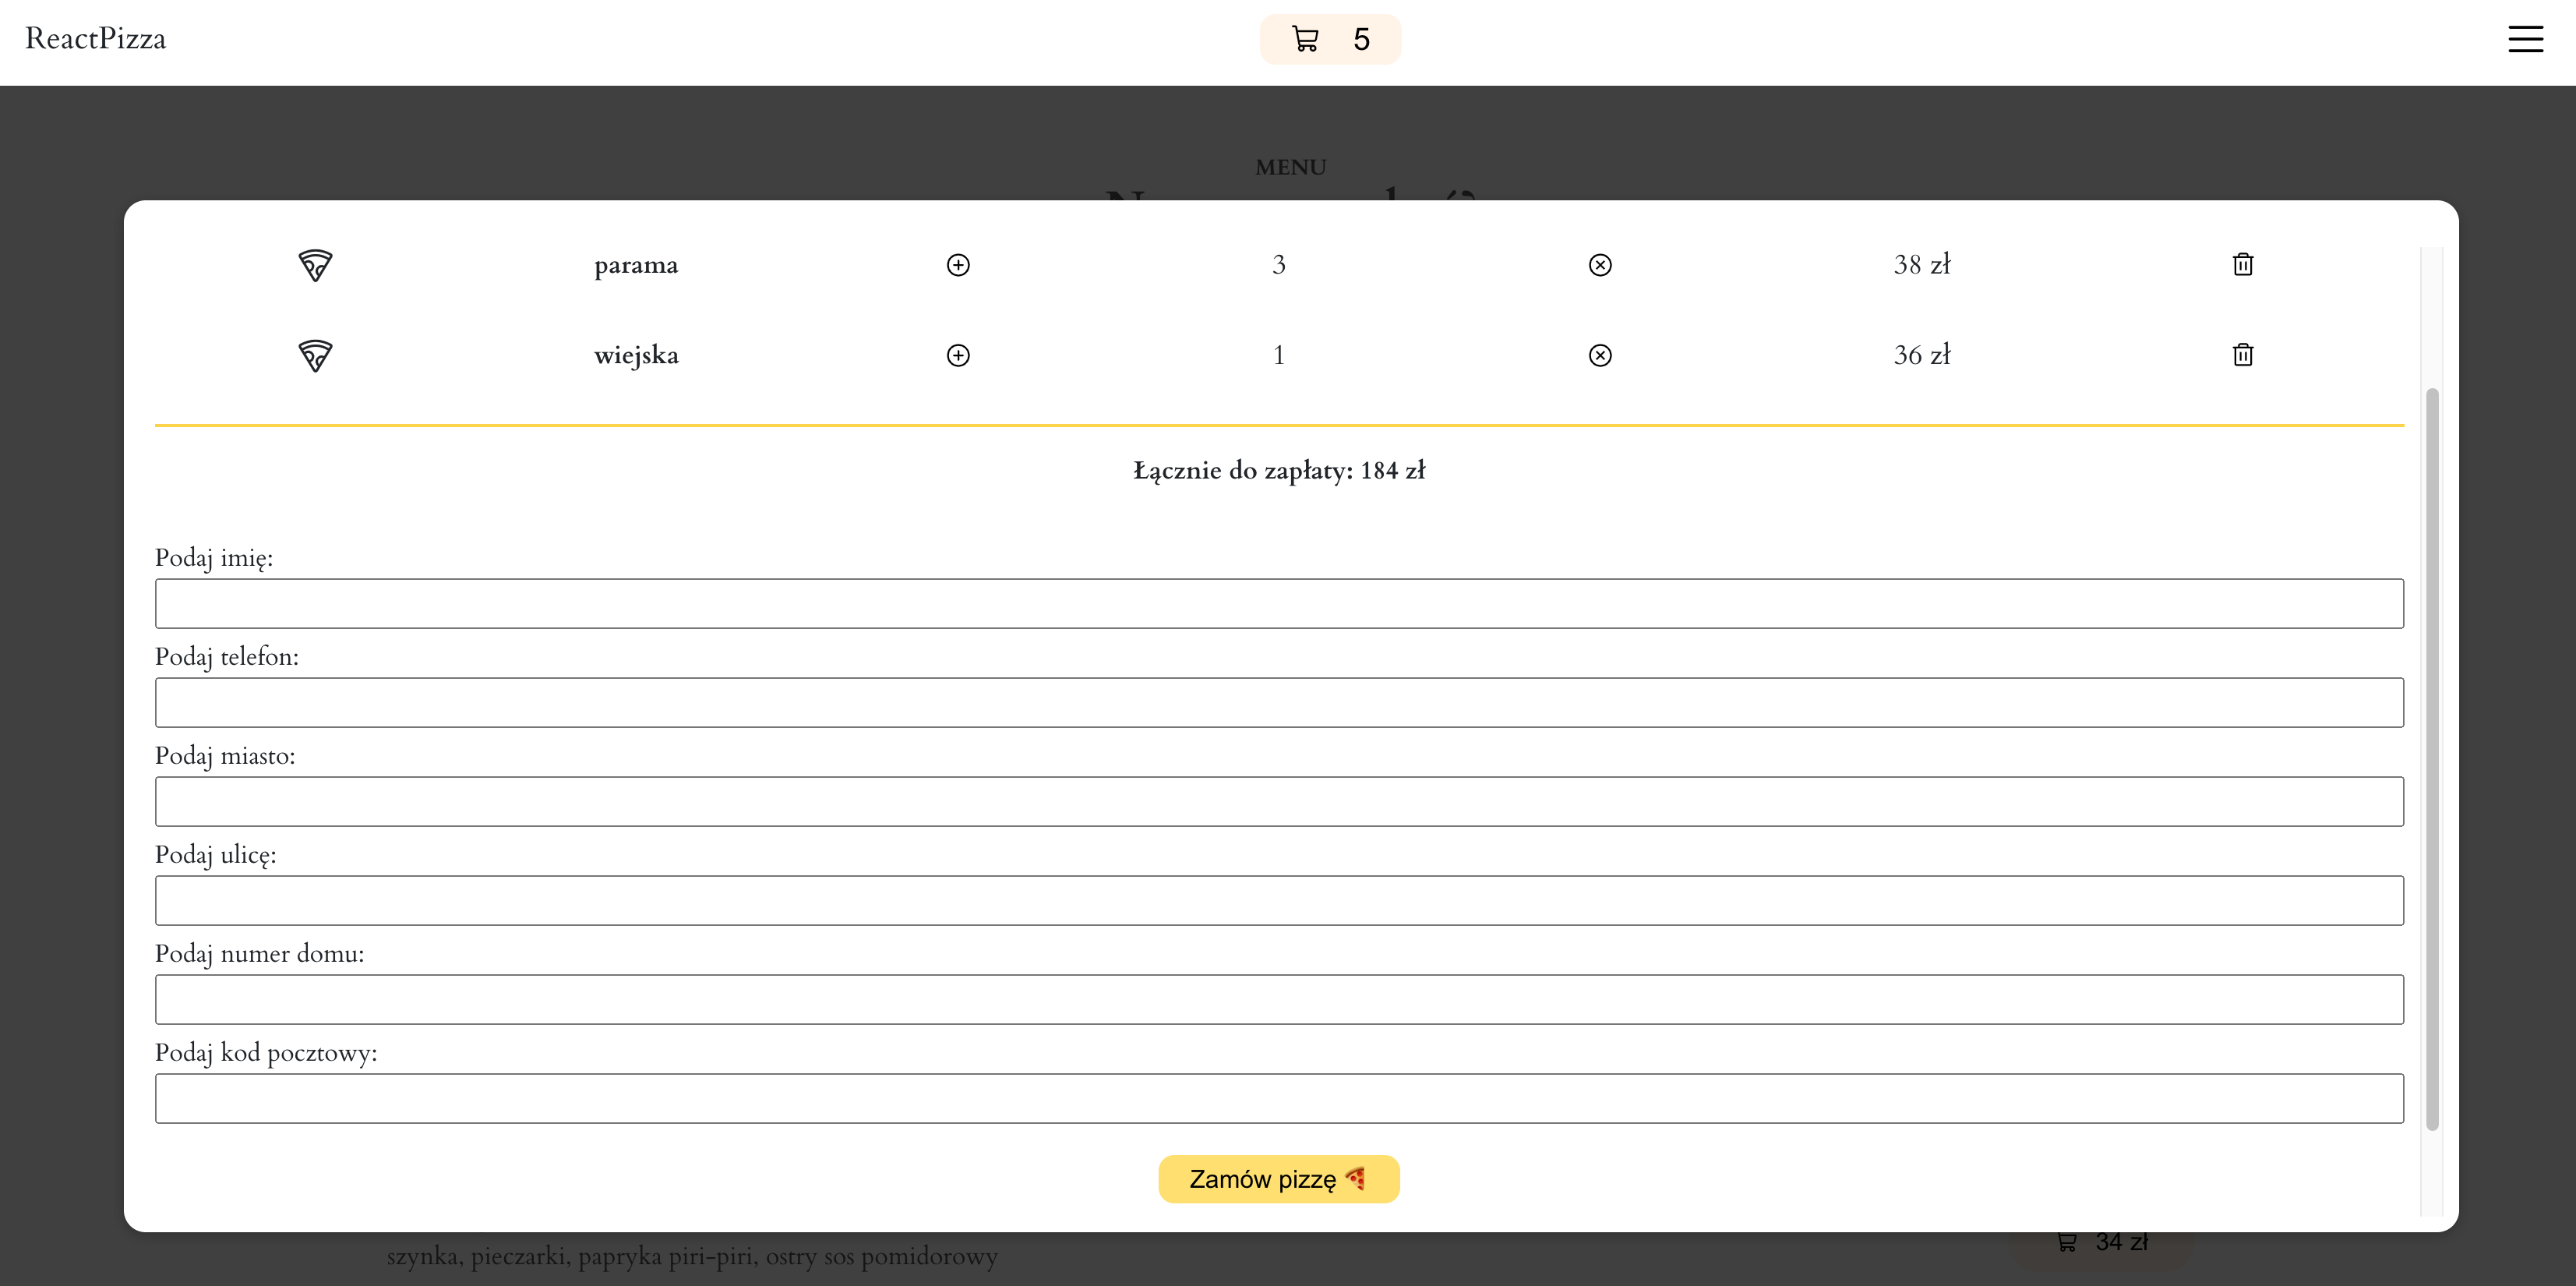 ReactPizza
5
MENU
parama 3 38 zł
wiejska 1 36 zł
Łącznie do zapłaty: 184 zł
Podaj imię:
Podaj telefon:
Podaj miasto:
Podaj ulicę:
Podaj numer domu:
Podaj kod pocztowy:
Zamów pizzę
szynka, pieczarki, papryka piri-piri, ostry sos pomidorowy
34 zł